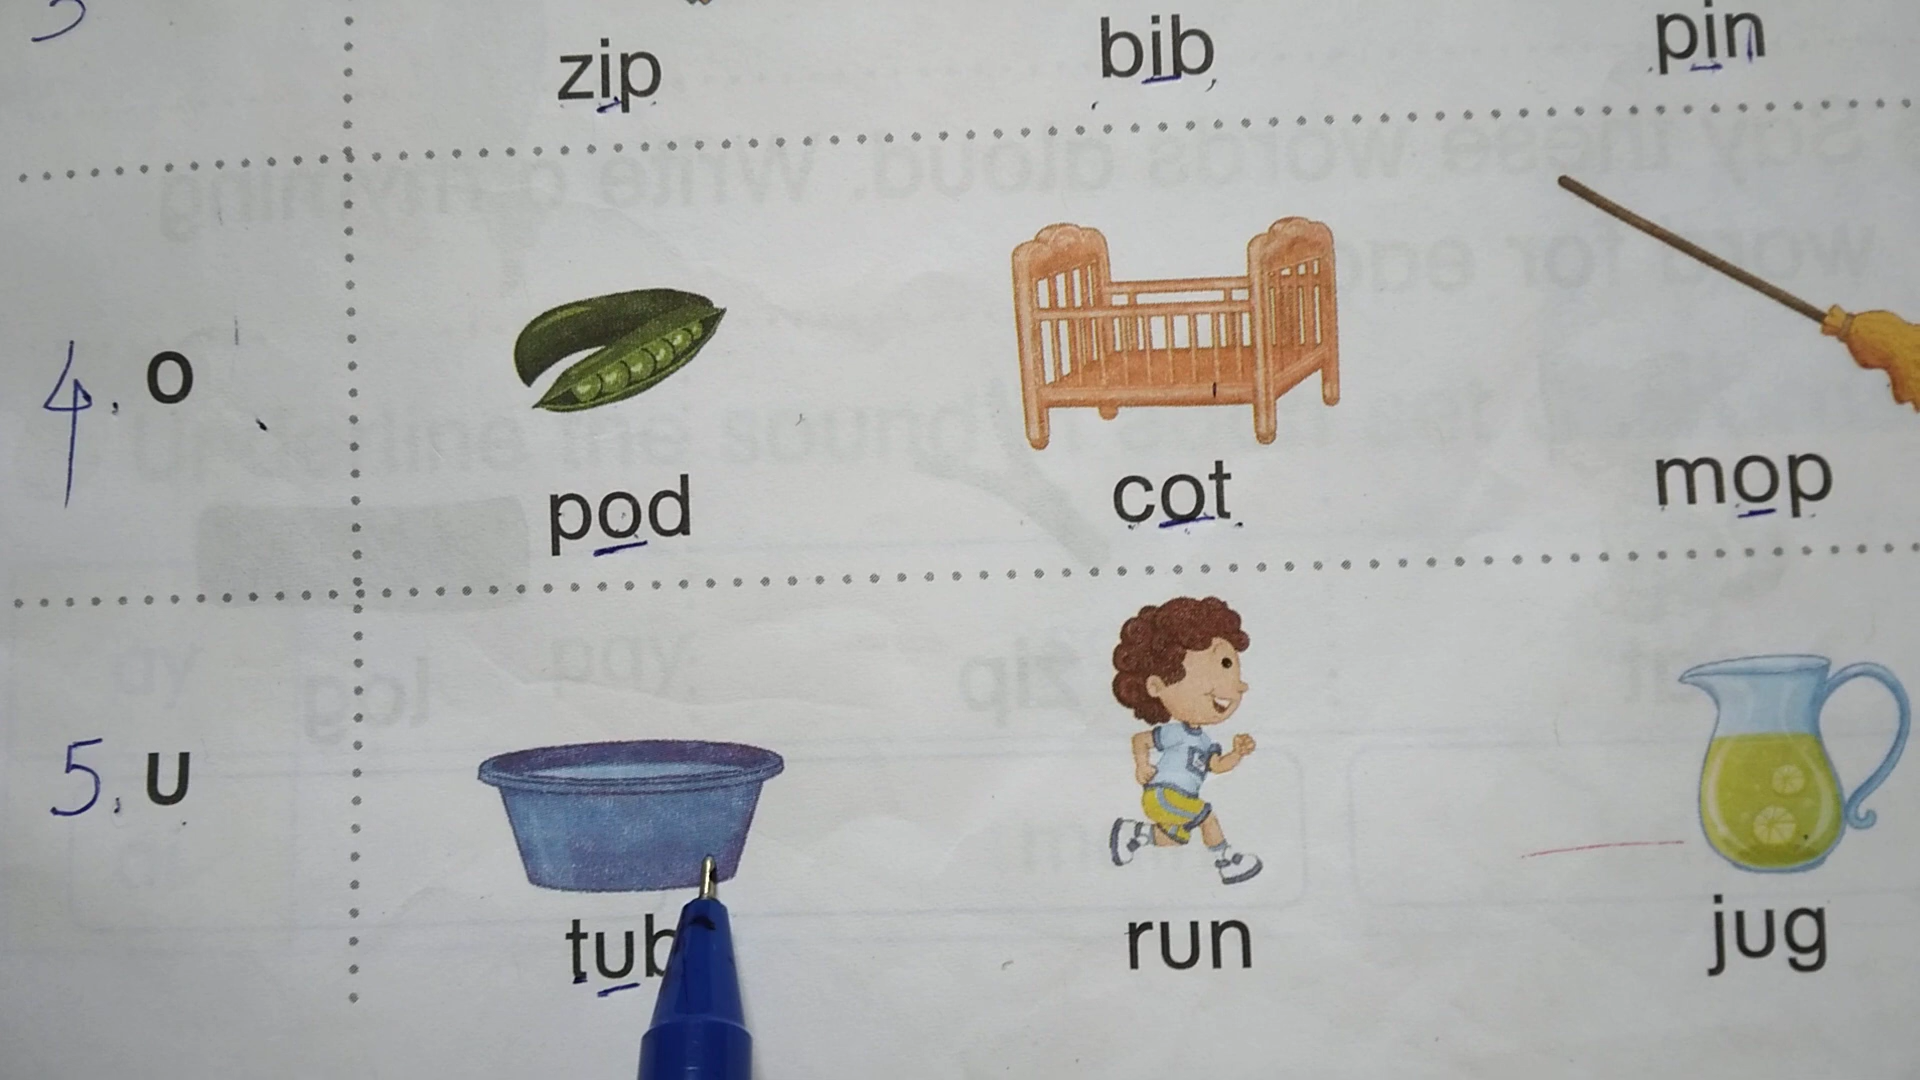 zip bib pin
4. o
pod cot mop
5. u
tub run jug